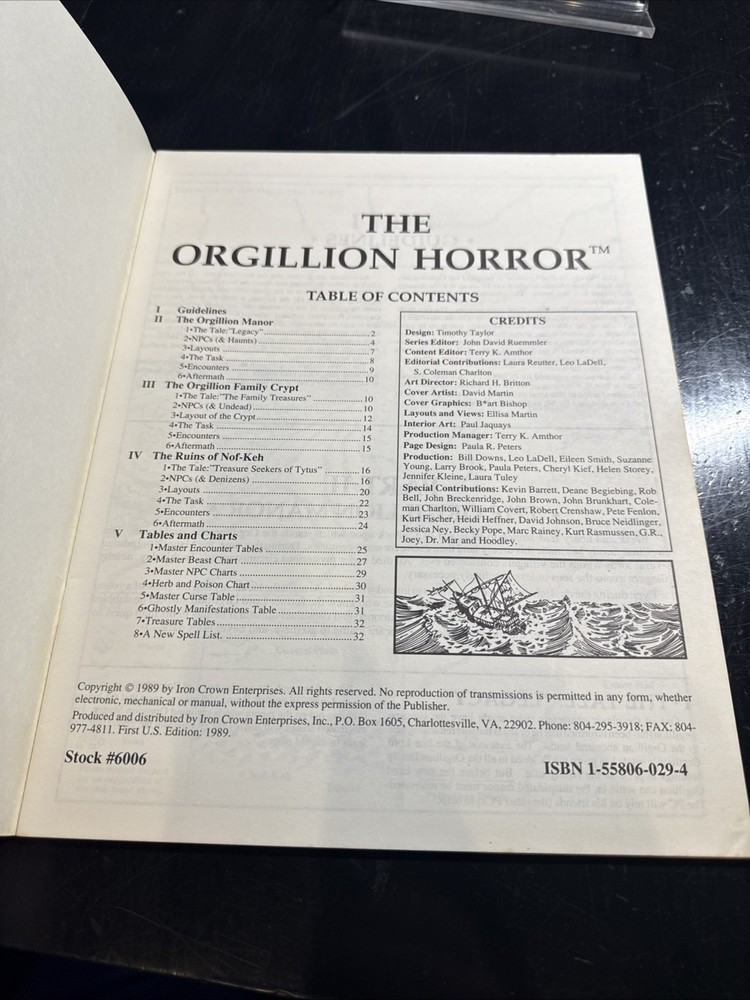 THE
ORGILLION HORROR™
TABLE OF CONTENTS
I Guidelines
II The Orgillion Manor
1•The Tale:"Legacy"..........2
2•NPCs (& Haunts)..........4
3•Layouts..........7
4•The Task..........8
5•Encounters..........9
6•Aftermath..........10
III The Orgillion Family Crypt
1•The Tale: "The Family Treasures"..........10
2•NPCs (& Undead)..........10
3•Layout of the Crypt..........12
4•The Task..........14
5•Encounters..........15
6•Aftermath..........15
IV The Ruins of Nof-Keh
1•The Tale:"Treasure Seekers of Tytus"..........16
2•NPCs (& Denizens)..........16
3•Layouts..........20
4•The Task..........22
5•Encounters..........23
6•Aftermath..........24
V Tables and Charts
1•Master Encounter Tables..........25
2•Master Beast Chart..........27
3•Master NPC Charts..........29
4•Herb and Poison Chart..........30
5•Master Curse Table..........31
6•Ghostly Manifestations Table..........31
7•Treasure Tables..........32
8•A New Spell List...........32
CREDITS
Design: Timothy Taylor
Series Editor: John David Ruemmler
Content Editor: Terry K. Amthor
Editorial Contributions: Laura Reutter, Leo LaDell,
S. Coleman Charlton
Art Director: Richard H. Britton
Cover Artist: David Martin
Cover Graphics: B*art Bishop
Layouts and Views: Ellisa Martin
Interior Art: Paul Jaquays
Production Manager: Terry K. Amthor
Page Design: Paula R. Peters
Production: Bill Downs, Leo LaDell, Eileen Smith, Suzanne
Young, Larry Brook, Paula Peters, Cheryl Kief, Helen Storey,
Jennifer Kleine, Laura Tuley
Special Contributions: Kevin Barrett, Deane Begiebing, Rob
Bell, John Breckenridge, John Brown, John Brunkhart, Cole-
man Charlton, William Covert, Robert Crenshaw, Pete Fenlon,
Kurt Fischer, Heidi Heffner, David Johnson, Bruce Neidlinger,
Jessica Ney, Becky Pope, Marc Rainey, Kurt Rasmussen, G.R.,
Joey, Dr. Mar and Hoodley.
Copyright © 1989 by Iron Crown Enterprises. All rights reserved. No reproduction of transmissions is permitted in any form, whether
electronic, mechanical or manual, without the express permission of the Publisher.
Produced and distributed by Iron Crown Enterprises, Inc., P.O. Box 1605, Charlottesville, VA, 22902. Phone: 804-295-3918; FAX: 804-
977-4811. First U.S. Edition: 1989.
Stock #6006
ISBN 1-55806-029-4